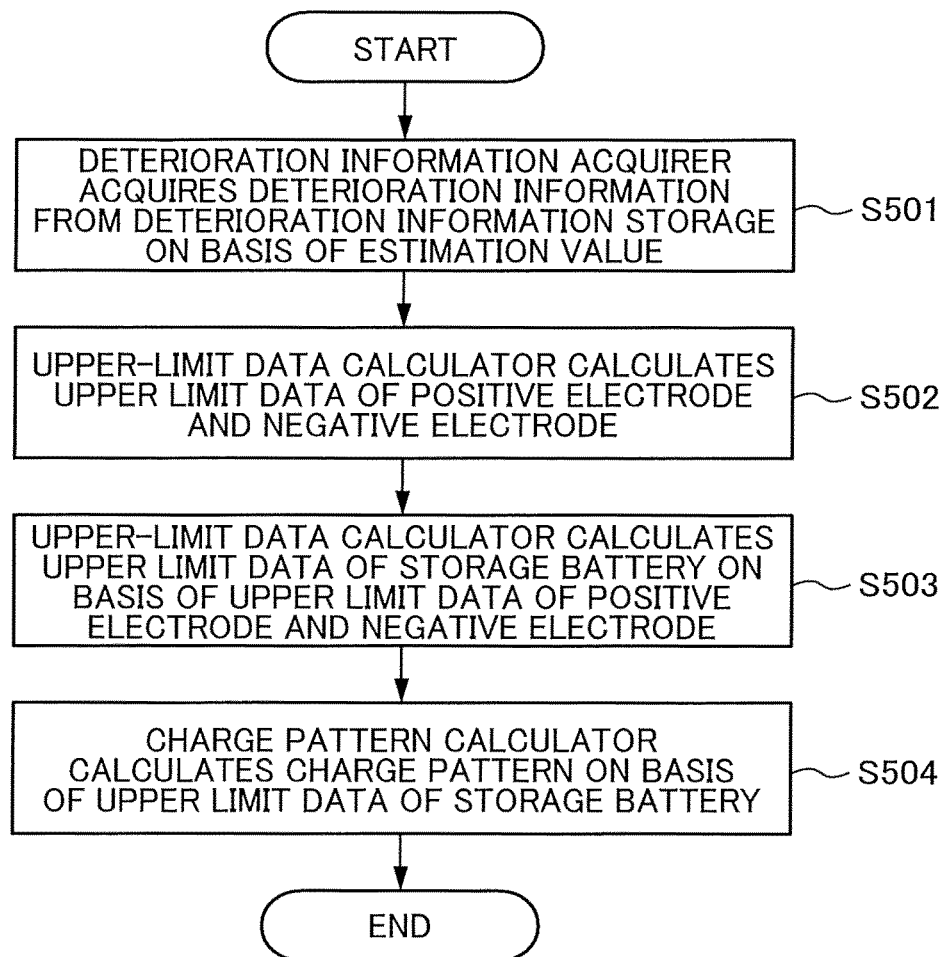 START
DETERIORATION INFORMATION ACQUIRER
ACQUIRES DETERIORATION INFORMATION
FROM DETERIORATION INFORMATION STORAGE
ON BASIS OF ESTIMATION VALUE
S501
UPPER-LIMIT DATA CALCULATOR CALCULATES
UPPER LIMIT DATA OF POSITIVE ELECTRODE
AND NEGATIVE ELECTRODE
S502
UPPER-LIMIT DATA CALCULATOR CALCULATES
UPPER LIMIT DATA OF STORAGE BATTERY ON
BASIS OF UPPER LIMIT DATA OF POSITIVE
ELECTRODE AND NEGATIVE ELECTRODE
S503
CHARGE PATTERN CALCULATOR
CALCULATES CHARGE PATTERN ON BASIS
OF UPPER LIMIT DATA OF STORAGE BATTERY
S504
END